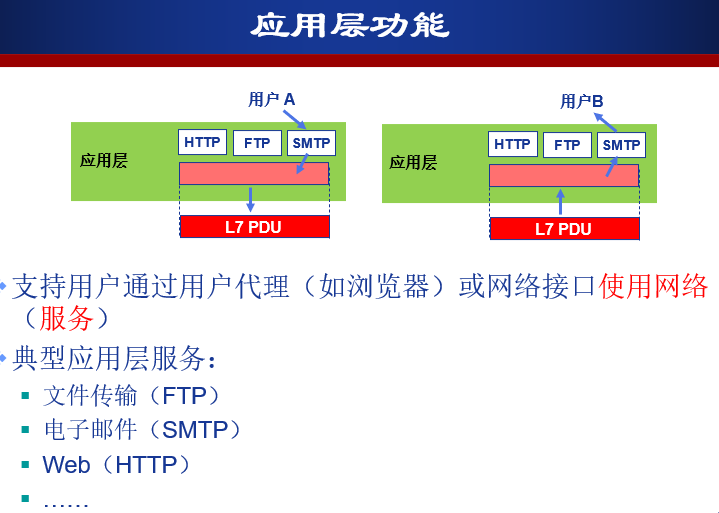 应用层功能
用户 A
用户B
应用层
HTTP
FTP
SMTP
应用层
HTTP
FTP
SMTP
L7 PDU
L7 PDU
支持用户通过用户代理（如浏览器）或网络接口使用网络
（服务）
典型应用层服务：
文件传输（FTP）
电子邮件（SMTP）
Web（HTTP）
……